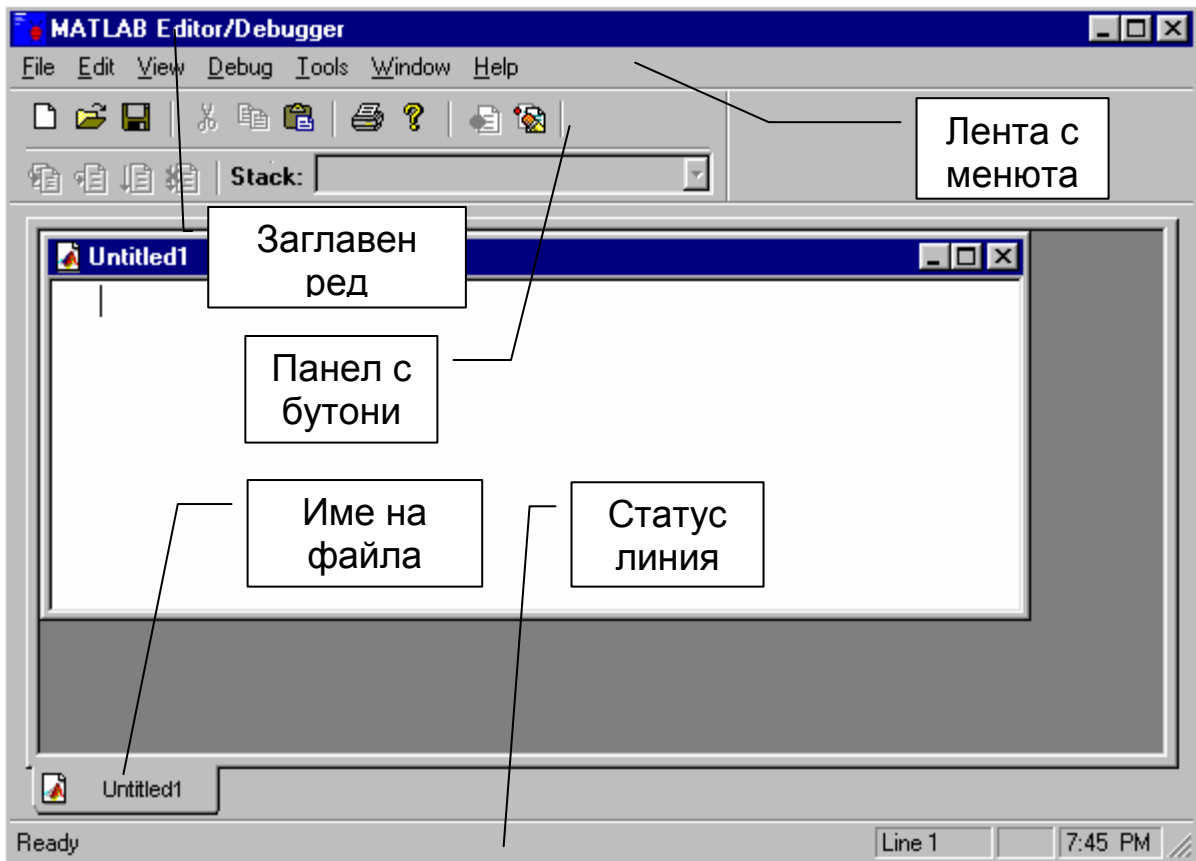 MATLAB Editor/Debugger
File Edit View Debug Tools Window Help
Лента с
менюта
Stack:
Заглавен
ред
Untitled1
Панел с
бутони
Име на
файла
Статус
линия
Untitled1
Ready
Line 1
7:45 PM